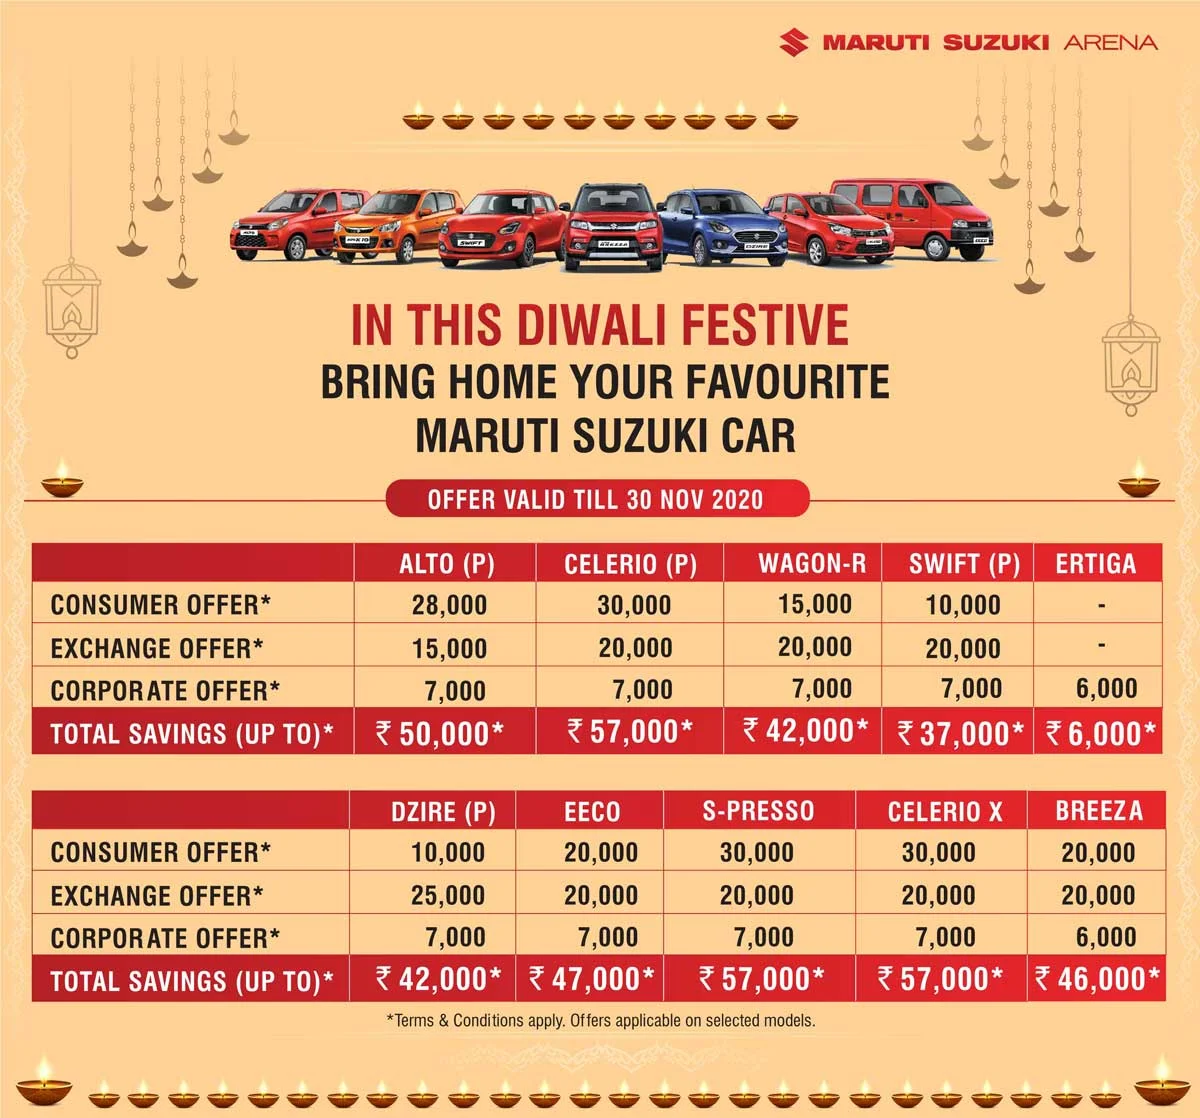 MARUTI SUZUKI ARENA
ALTO
K10
SWIFT
BREZZA
DZIRE
CELERIO
EECO
IN THIS DIWALI FESTIVE
BRING HOME YOUR FAVOURITE
MARUTI SUZUKI CAR
OFFER VALID TILL 30 NOV 2020
ALTO (P) CELERIO (P) WAGON-R SWIFT (P) ERTIGA
CONSUMER OFFER* 28,000 30,000 15,000 10,000 -
EXCHANGE OFFER* 15,000 20,000 20,000 20,000 -
CORPORATE OFFER* 7,000 7,000 7,000 7,000 6,000
TOTAL SAVINGS (UP TO)* ₹ 50,000* ₹ 57,000* ₹ 42,000* ₹ 37,000* ₹ 6,000*
DZIRE (P) EECO S-PRESSO CELERIO X BREEZA
CONSUMER OFFER* 10,000 20,000 30,000 30,000 20,000
EXCHANGE OFFER* 25,000 20,000 20,000 20,000 20,000
CORPORATE OFFER* 7,000 7,000 7,000 7,000 6,000
TOTAL SAVINGS (UP TO)* ₹ 42,000* ₹ 47,000* ₹ 57,000* ₹ 57,000* ₹ 46,000*
*Terms & Conditions apply. Offers applicable on selected models.